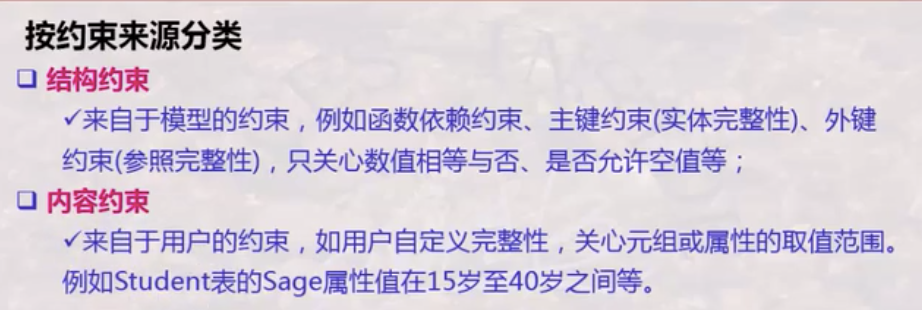 按约束来源分类
❑ 结构约束
✓来自于模型的约束，例如函数依赖约束、主键约束(实体完整性)、外键
约束(参照完整性)，只关心数值相等与否、是否允许空值等；
❑ 内容约束
✓来自于用户的约束，如用户自定义完整性，关心元组或属性的取值范围。
例如Student表的Sage属性值在15岁至40岁之间等。